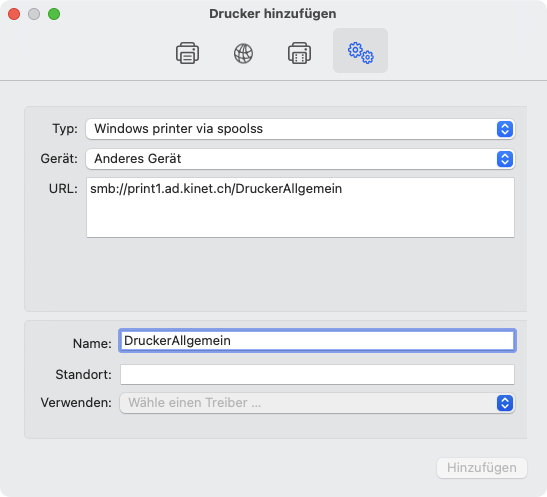 Drucker hinzufügen
Typ: Windows printer via spoolss
Gerät: Anderes Gerät
URL: smb://print1.ad.kinet.ch/DruckerAllgemein
Name: DruckerAllgemein
Standort:
Verwenden: Wähle einen Treiber ...
Hinzufügen